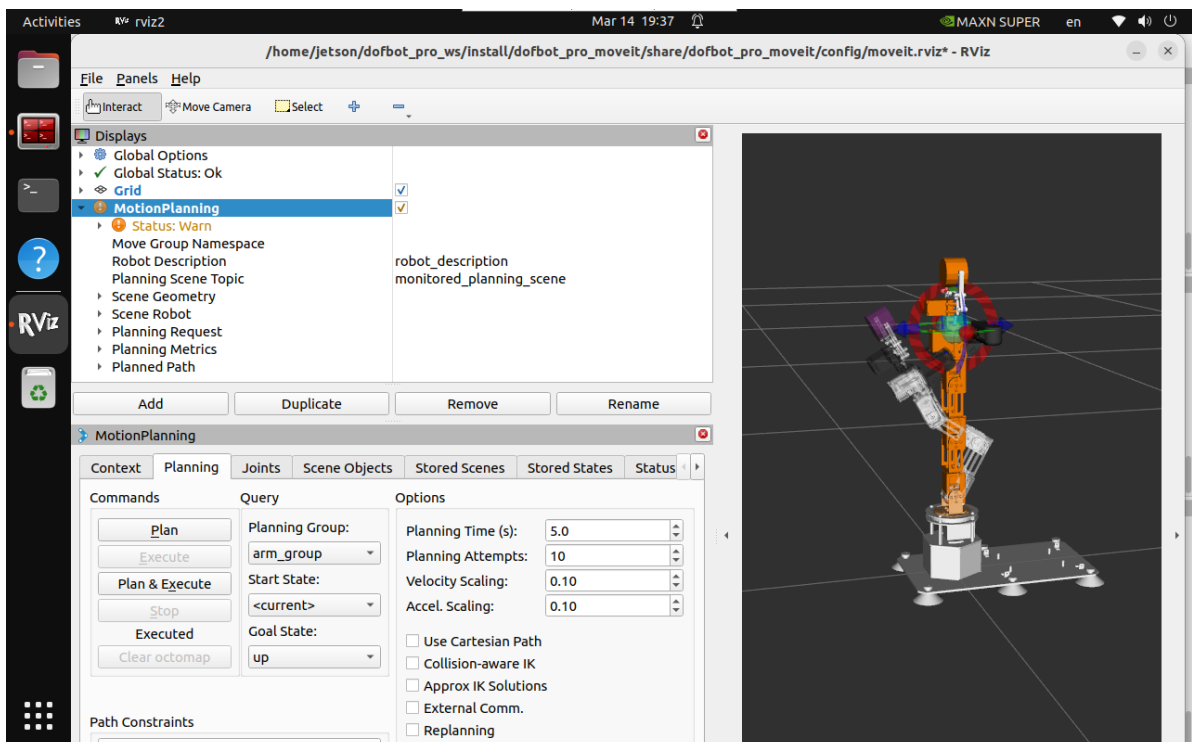 Activities
RViz rviz2
Mar 14 19:37
MAXN SUPER
en
/home/jetson/dofbot_pro_ws/install/dofbot_pro_moveit/share/dofbot_pro_moveit/config/moveit.rviz* - RViz
File Panels Help
Interact Move Camera Select
Displays
Global Options
Global Status: Ok
Grid
MotionPlanning
Status: Warn
Move Group Namespace
Robot Description robot_description
Planning Scene Topic monitored_planning_scene
Scene Geometry
Scene Robot
Planning Request
Planning Metrics
Planned Path
Add Duplicate Remove Rename
MotionPlanning
Context Planning Joints Scene Objects Stored Scenes Stored States Status
Commands Query Options
Plan Planning Group: Planning Time (s): 5.0
Execute arm_group Planning Attempts: 10
Plan & Execute Start State: Velocity Scaling: 0.10
Stop <current> Accel. Scaling: 0.10
Executed Goal State: Use Cartesian Path
Clear octomap up Collision-aware IK
Approx IK Solutions
External Comm.
Path Constraints Replanning
>_
?
RViz